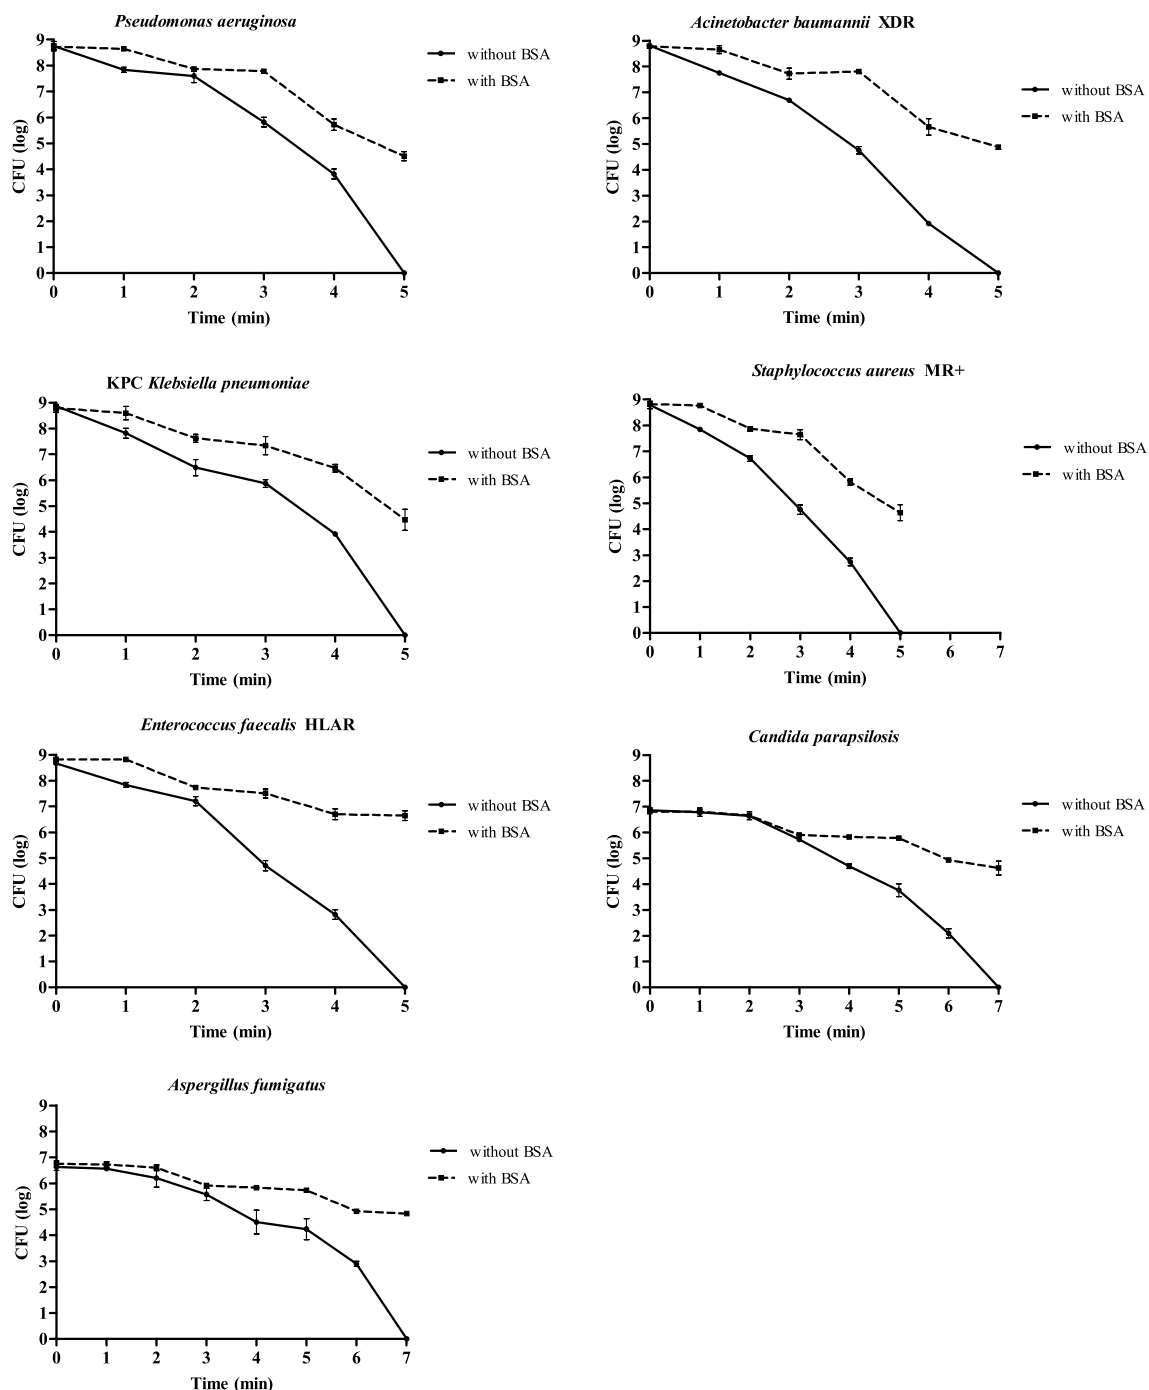 Pseudomonas aeruginosa
9
8
7
6
5
4
3
2
1
0
CFU (log)
0 1 2 3 4 5
Time (min)
without BSA
with BSA
Acinetobacter baumannii XDR
9
8
7
6
5
4
3
2
1
0
CFU (log)
0 1 2 3 4 5
Time (min)
without BSA
with BSA
KPC Klebsiella pneumoniae
9
8
7
6
5
4
3
2
1
0
CFU (log)
0 1 2 3 4 5
Time (min)
without BSA
with BSA
Staphylococcus aureus MR+
9
8
7
6
5
4
3
2
1
0
CFU (log)
0 1 2 3 4 5 6 7
Time (min)
without BSA
with BSA
Enterococcus faecalis HLAR
9
8
7
6
5
4
3
2
1
0
CFU (log)
0 1 2 3 4 5
Time (min)
without BSA
with BSA
Candida parapsilosis
9
8
7
6
5
4
3
2
1
0
CFU (log)
0 1 2 3 4 5 6 7
Time (min)
without BSA
with BSA
Aspergillus fumigatus
9
8
7
6
5
4
3
2
1
0
CFU (log)
0 1 2 3 4 5 6 7
Time (min)
without BSA
with BSA